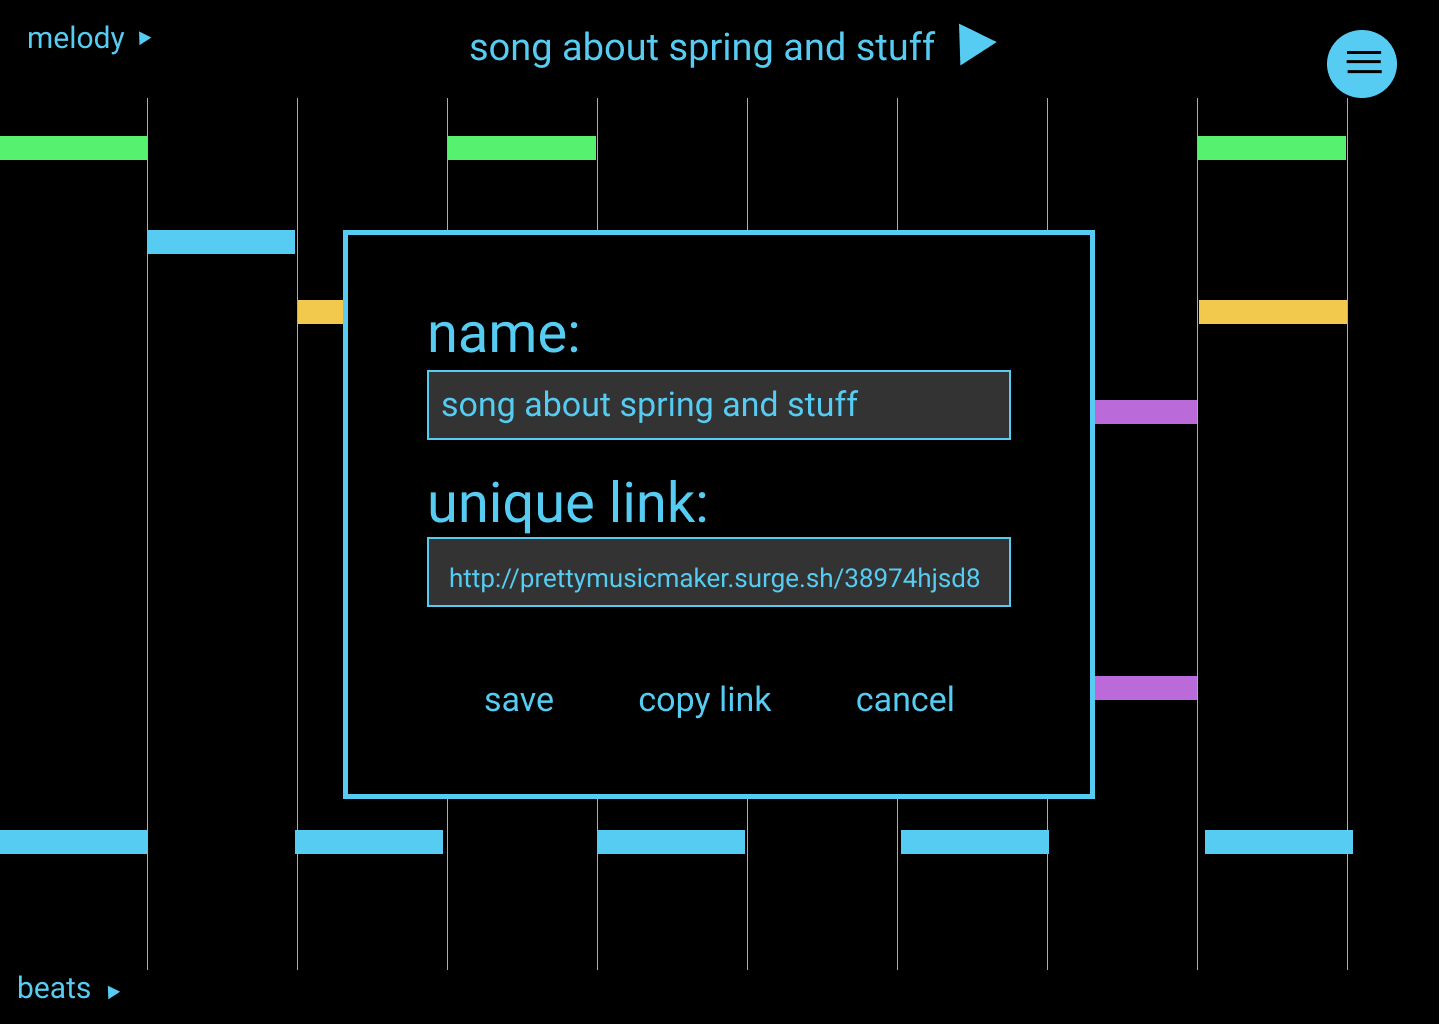 melody
song about spring and stuff
name:
song about spring and stuff
unique link:
http://prettymusicmaker.surge.sh/38974hjsd8
save copy link cancel
beats